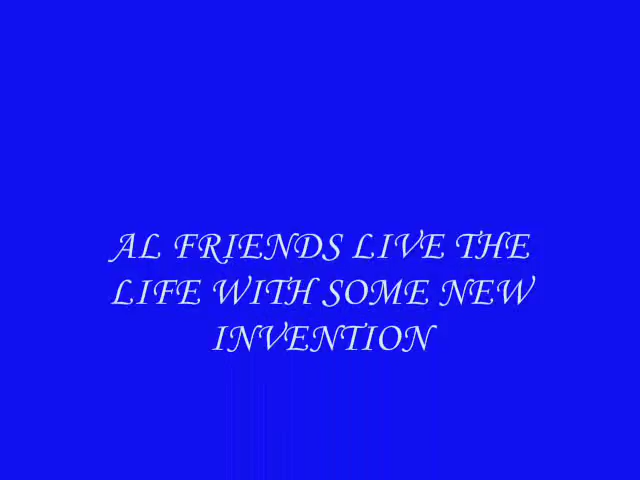 AL FRIENDS LIVE THE
LIFE WITH SOME NEW
INVENTION